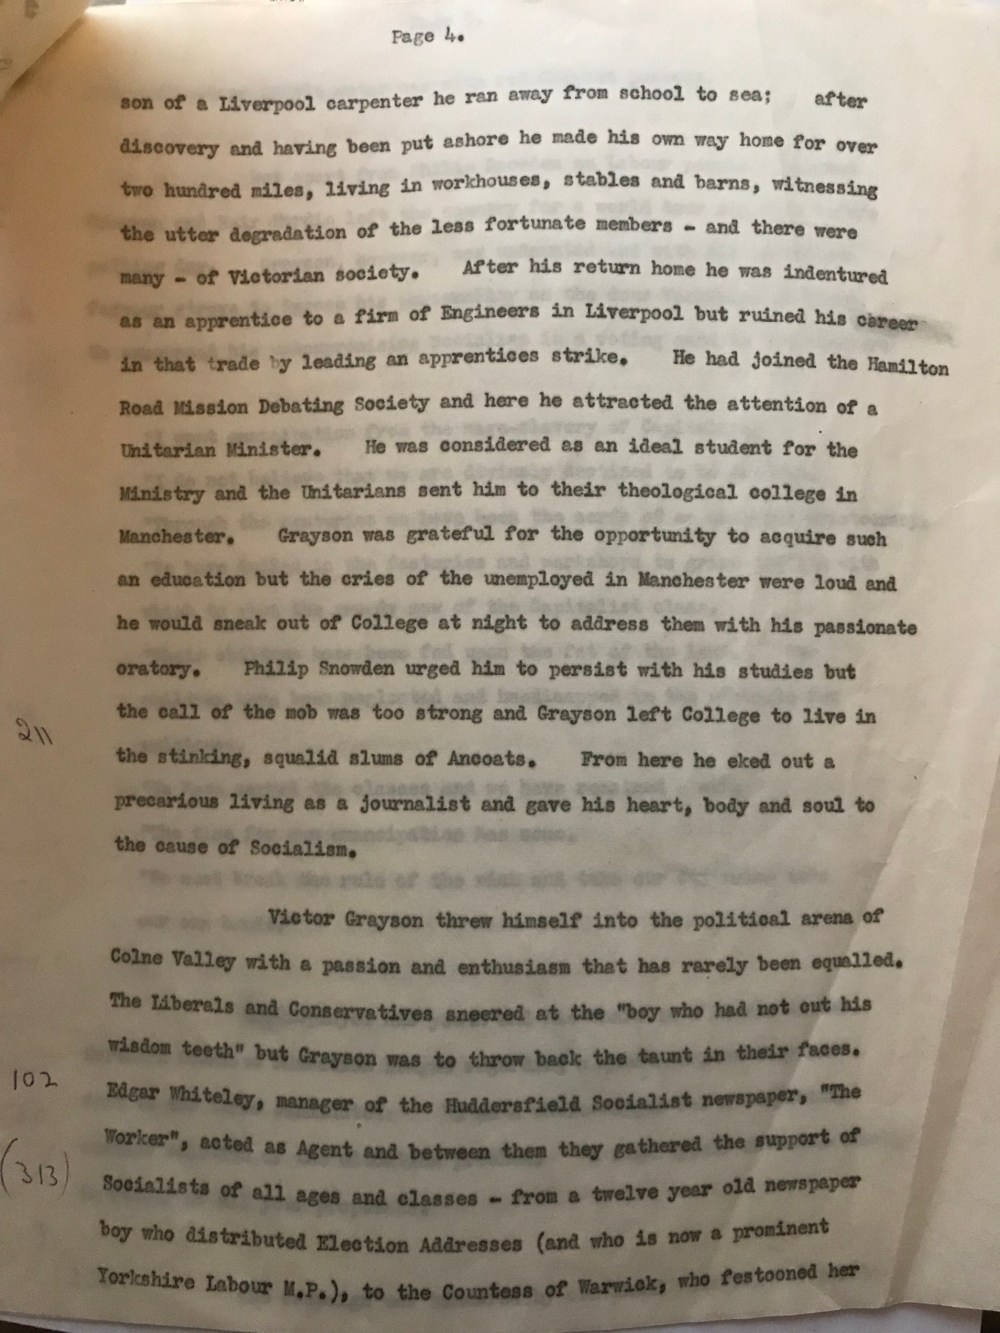 Page 4.
son of a Liverpool carpenter he ran away from school to sea; after
discovery and having been put ashore he made his own way home for over
two hundred miles, living in workhouses, stables and barns, witnessing
the utter degradation of the less fortunate members - and there were
many - of Victorian society. After his return home he was indentured
as an apprentice to a firm of Engineers in Liverpool but ruined his career
in that trade by leading an apprentices strike. He had joined the Hamilton
Road Mission Debating Society and here he attracted the attention of a
Unitarian Minister. He was considered as an ideal student for the
Ministry and the Unitarians sent him to their theological college in
Manchester. Grayson was grateful for the opportunity to acquire such
an education but the cries of the unemployed in Manchester were loud and
he would sneak out of College at night to address them with his passionate
oratory. Philip Snowden urged him to persist with his studies but
the call of the mob was too strong and Grayson left College to live in
211
the stinking, squalid slums of Ancoats. From here he eked out a
precarious living as a journalist and gave his heart, body and soul to
the cause of Socialism.
Victor Grayson threw himself into the political arena of
Colne Valley with a passion and enthusiasm that has rarely been equalled.
The Liberals and Conservatives sneered at the "boy who had not cut his
wisdom teeth" but Grayson was to throw back the taunt in their faces.
102
Edgar Whiteley, manager of the Huddersfield Socialist newspaper, "The
Worker", acted as Agent and between them they gathered the support of
(313)
Socialists of all ages and classes - from a twelve year old newspaper
boy who distributed Election Addresses (and who is now a prominent
Yorkshire Labour M.P.), to the Countess of Warwick, who festooned her